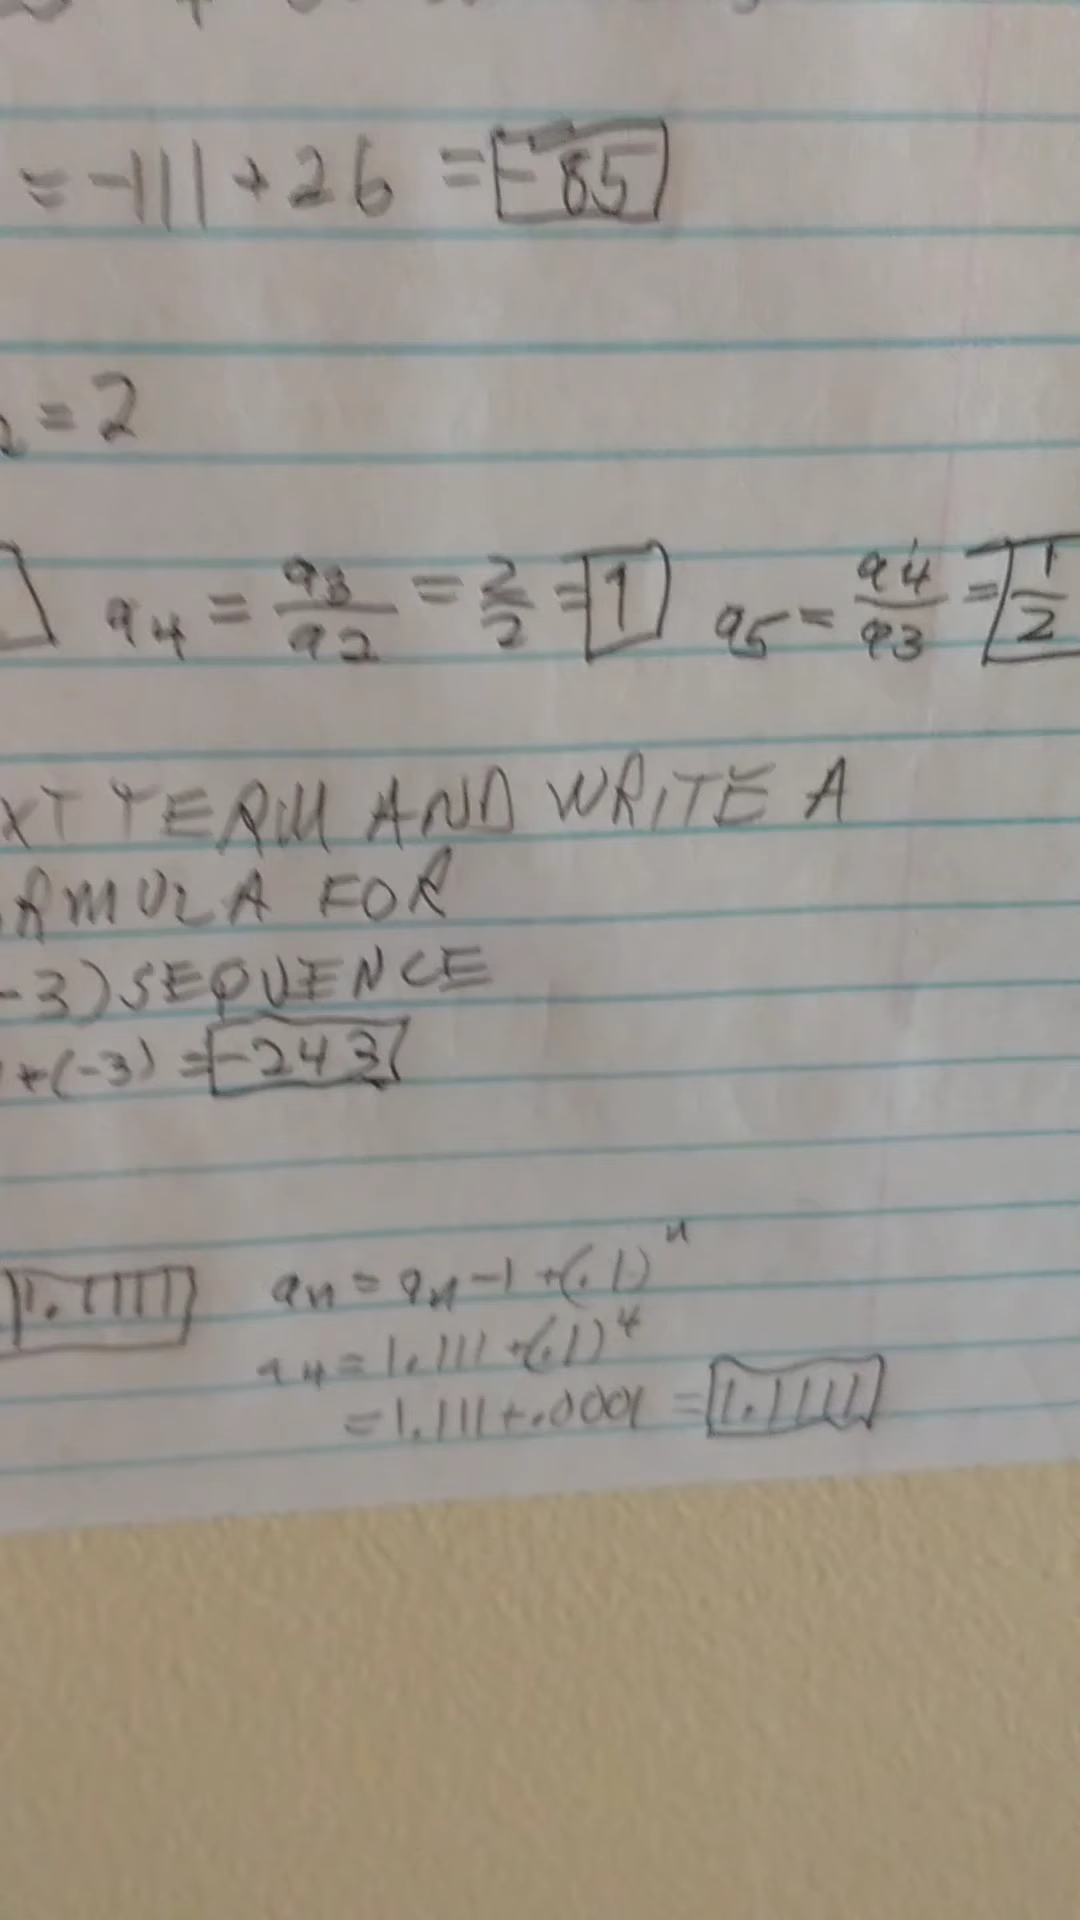 = -111 + 26 = -85
= 2
a4 = a3/a2 = 2/2 = 1 a5 = a4/a3 = 1/2
XT TERM AND WRITE A
RMULA FOR
-3) SEQUENCE
+(-3) = -243
1.1111 an = an-1 + (.1)^n
a4 = 1.111 + (.1)^4
= 1.111 + .0001 = 1.1111